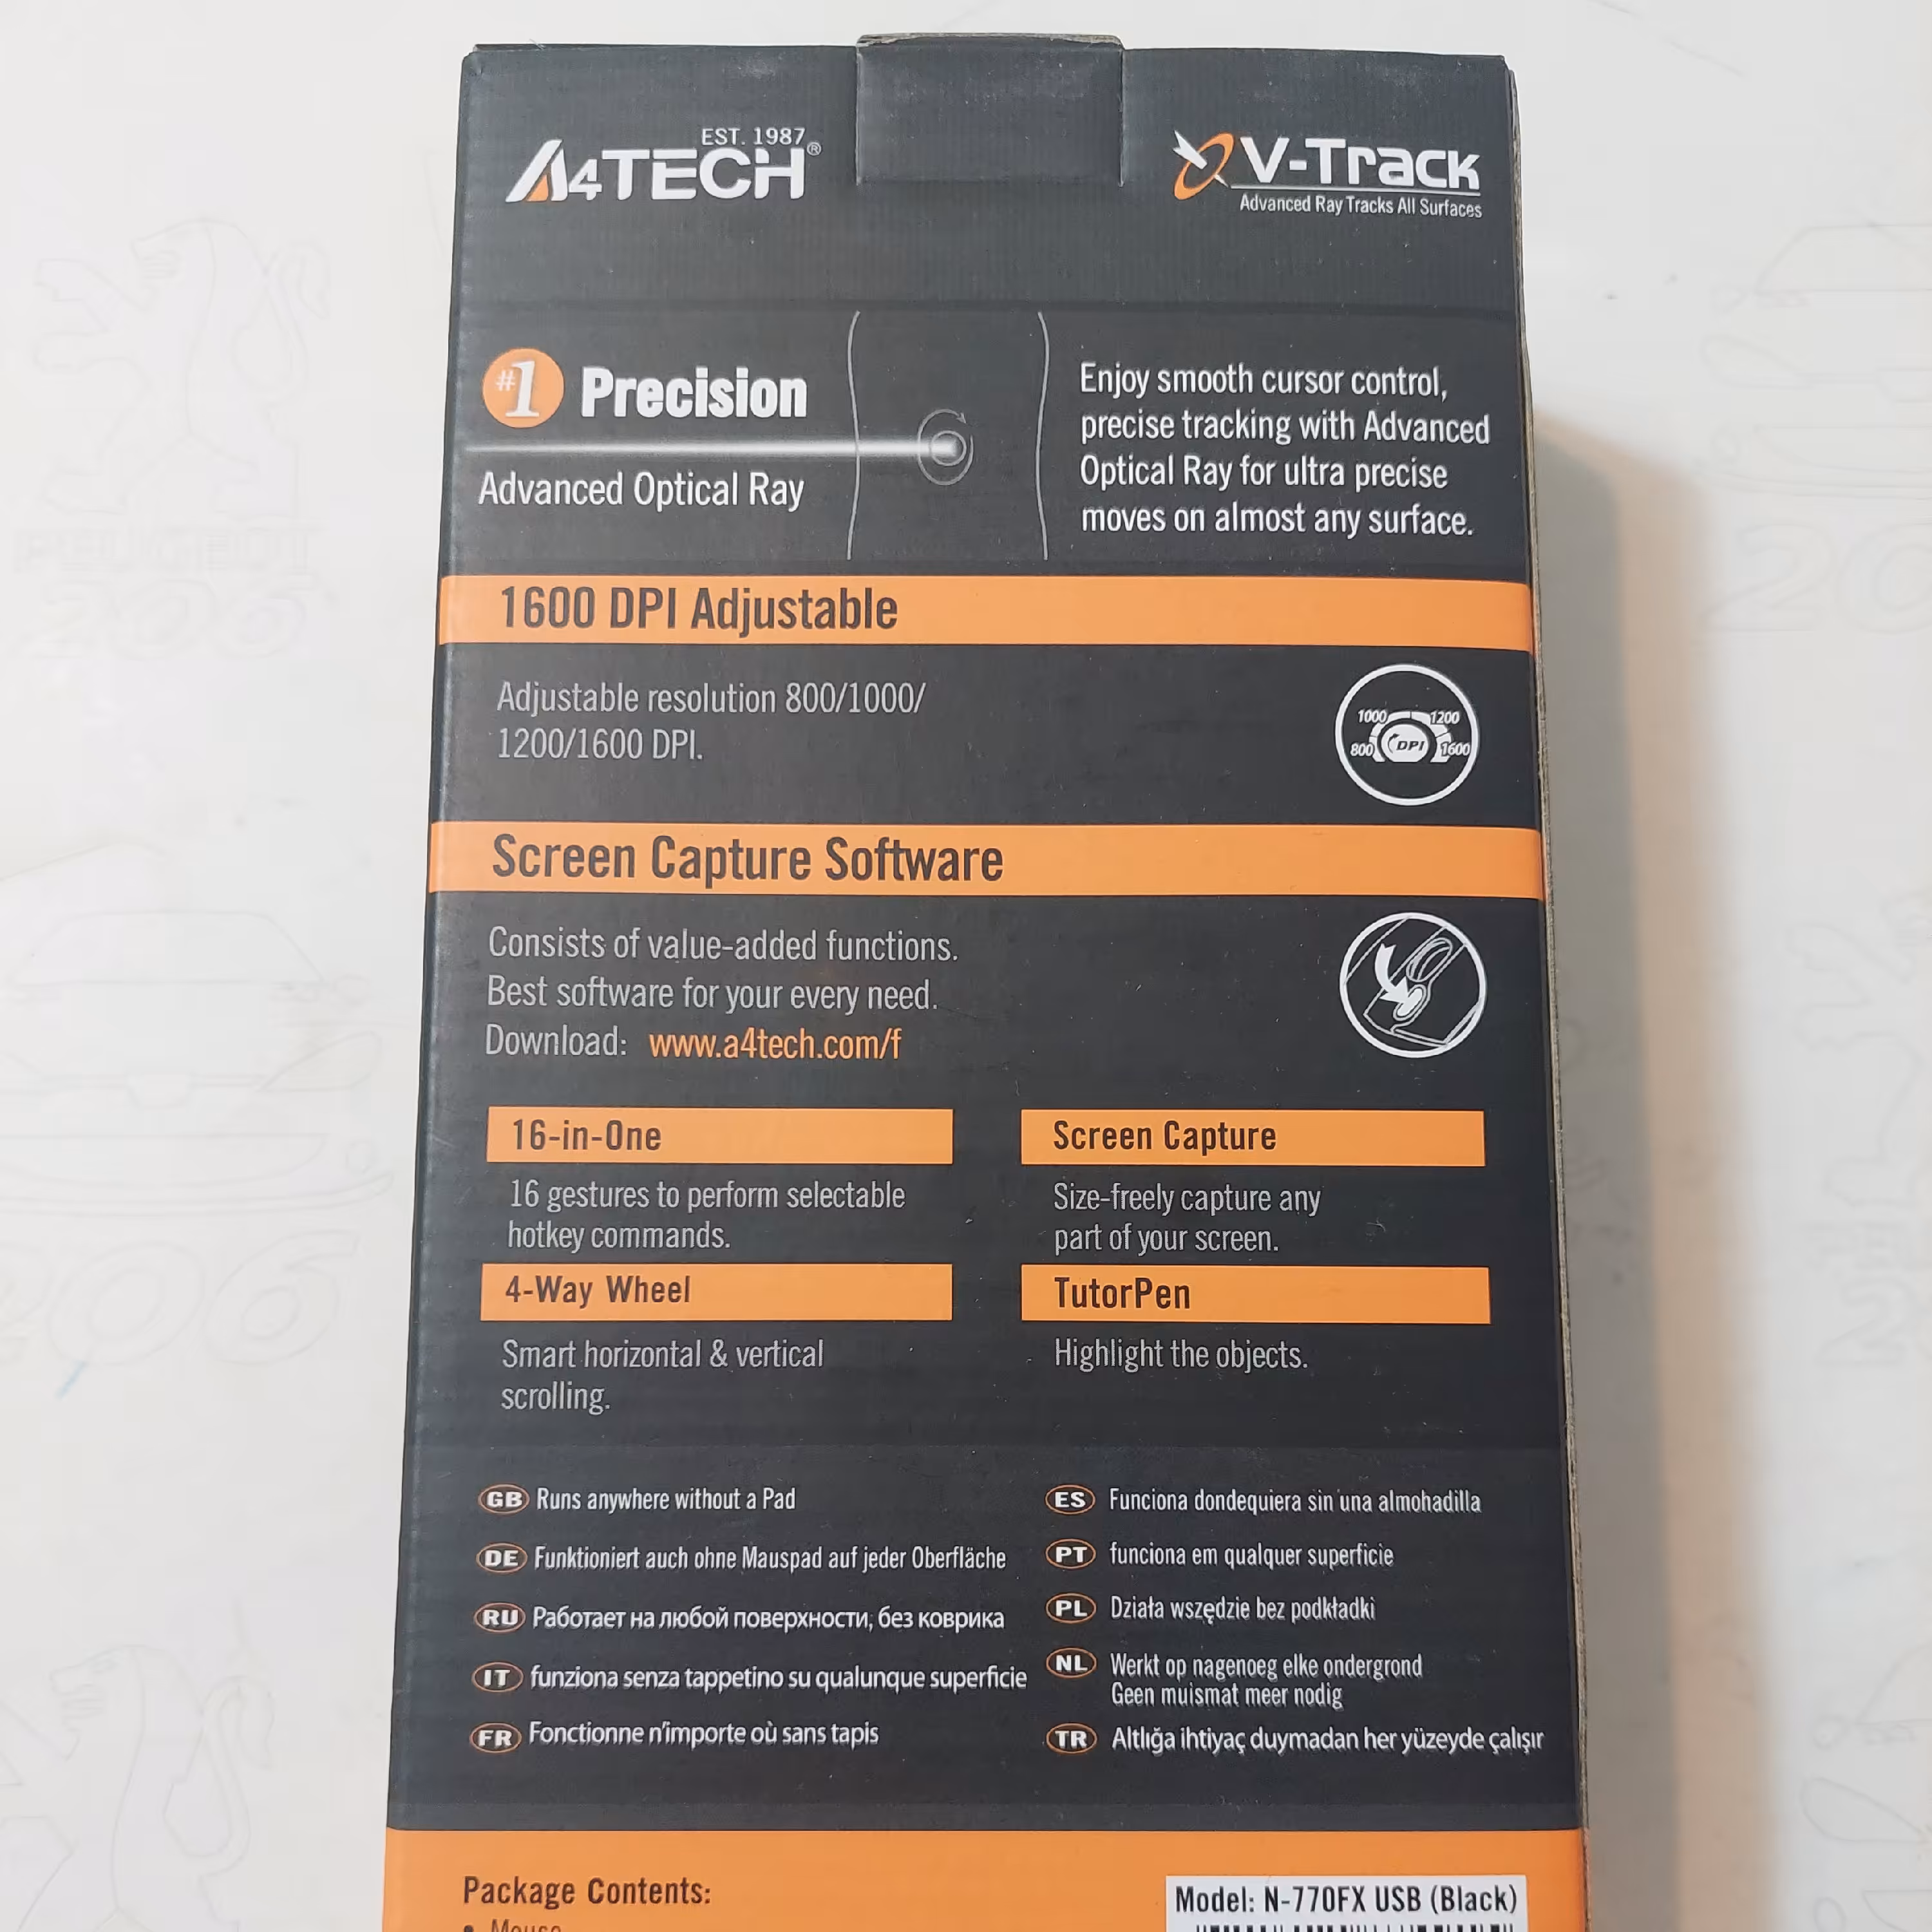 EST. 1987
A4TECH®
V-Track
Advanced Ray Tracks All Surfaces
#1 Precision
Advanced Optical Ray
Enjoy smooth cursor control,
precise tracking with Advanced
Optical Ray for ultra precise
moves on almost any surface.
1600 DPI Adjustable
Adjustable resolution 800/1000/
1200/1600 DPI.
1000 1200
800 DPI 1600
Screen Capture Software
Consists of value-added functions.
Best software for your every need.
Download: www.a4tech.com/f
16-in-One
16 gestures to perform selectable
hotkey commands.
Screen Capture
Size-freely capture any
part of your screen.
4-Way Wheel
Smart horizontal & vertical
scrolling.
TutorPen
Highlight the objects.
GB Runs anywhere without a Pad
DE Funktioniert auch ohne Mauspad auf jeder Oberfläche
RU Работает на любой поверхности, без коврика
IT funziona senza tappetino su qualunque superficie
FR Fonctionne n'importe où sans tapis
ES Funciona dondequiera sin una almohadilla
PT funciona em qualquer superficie
PL Działa wszędzie bez podkładki
NL Werkt op nagenoeg elke ondergrond
Geen muismat meer nodig
TR Altlığa ihtiyaç duymadan her yüzeyde çalışır
Package Contents:
• Mouse
Model: N-770FX USB (Black)
PEUGEOT
206